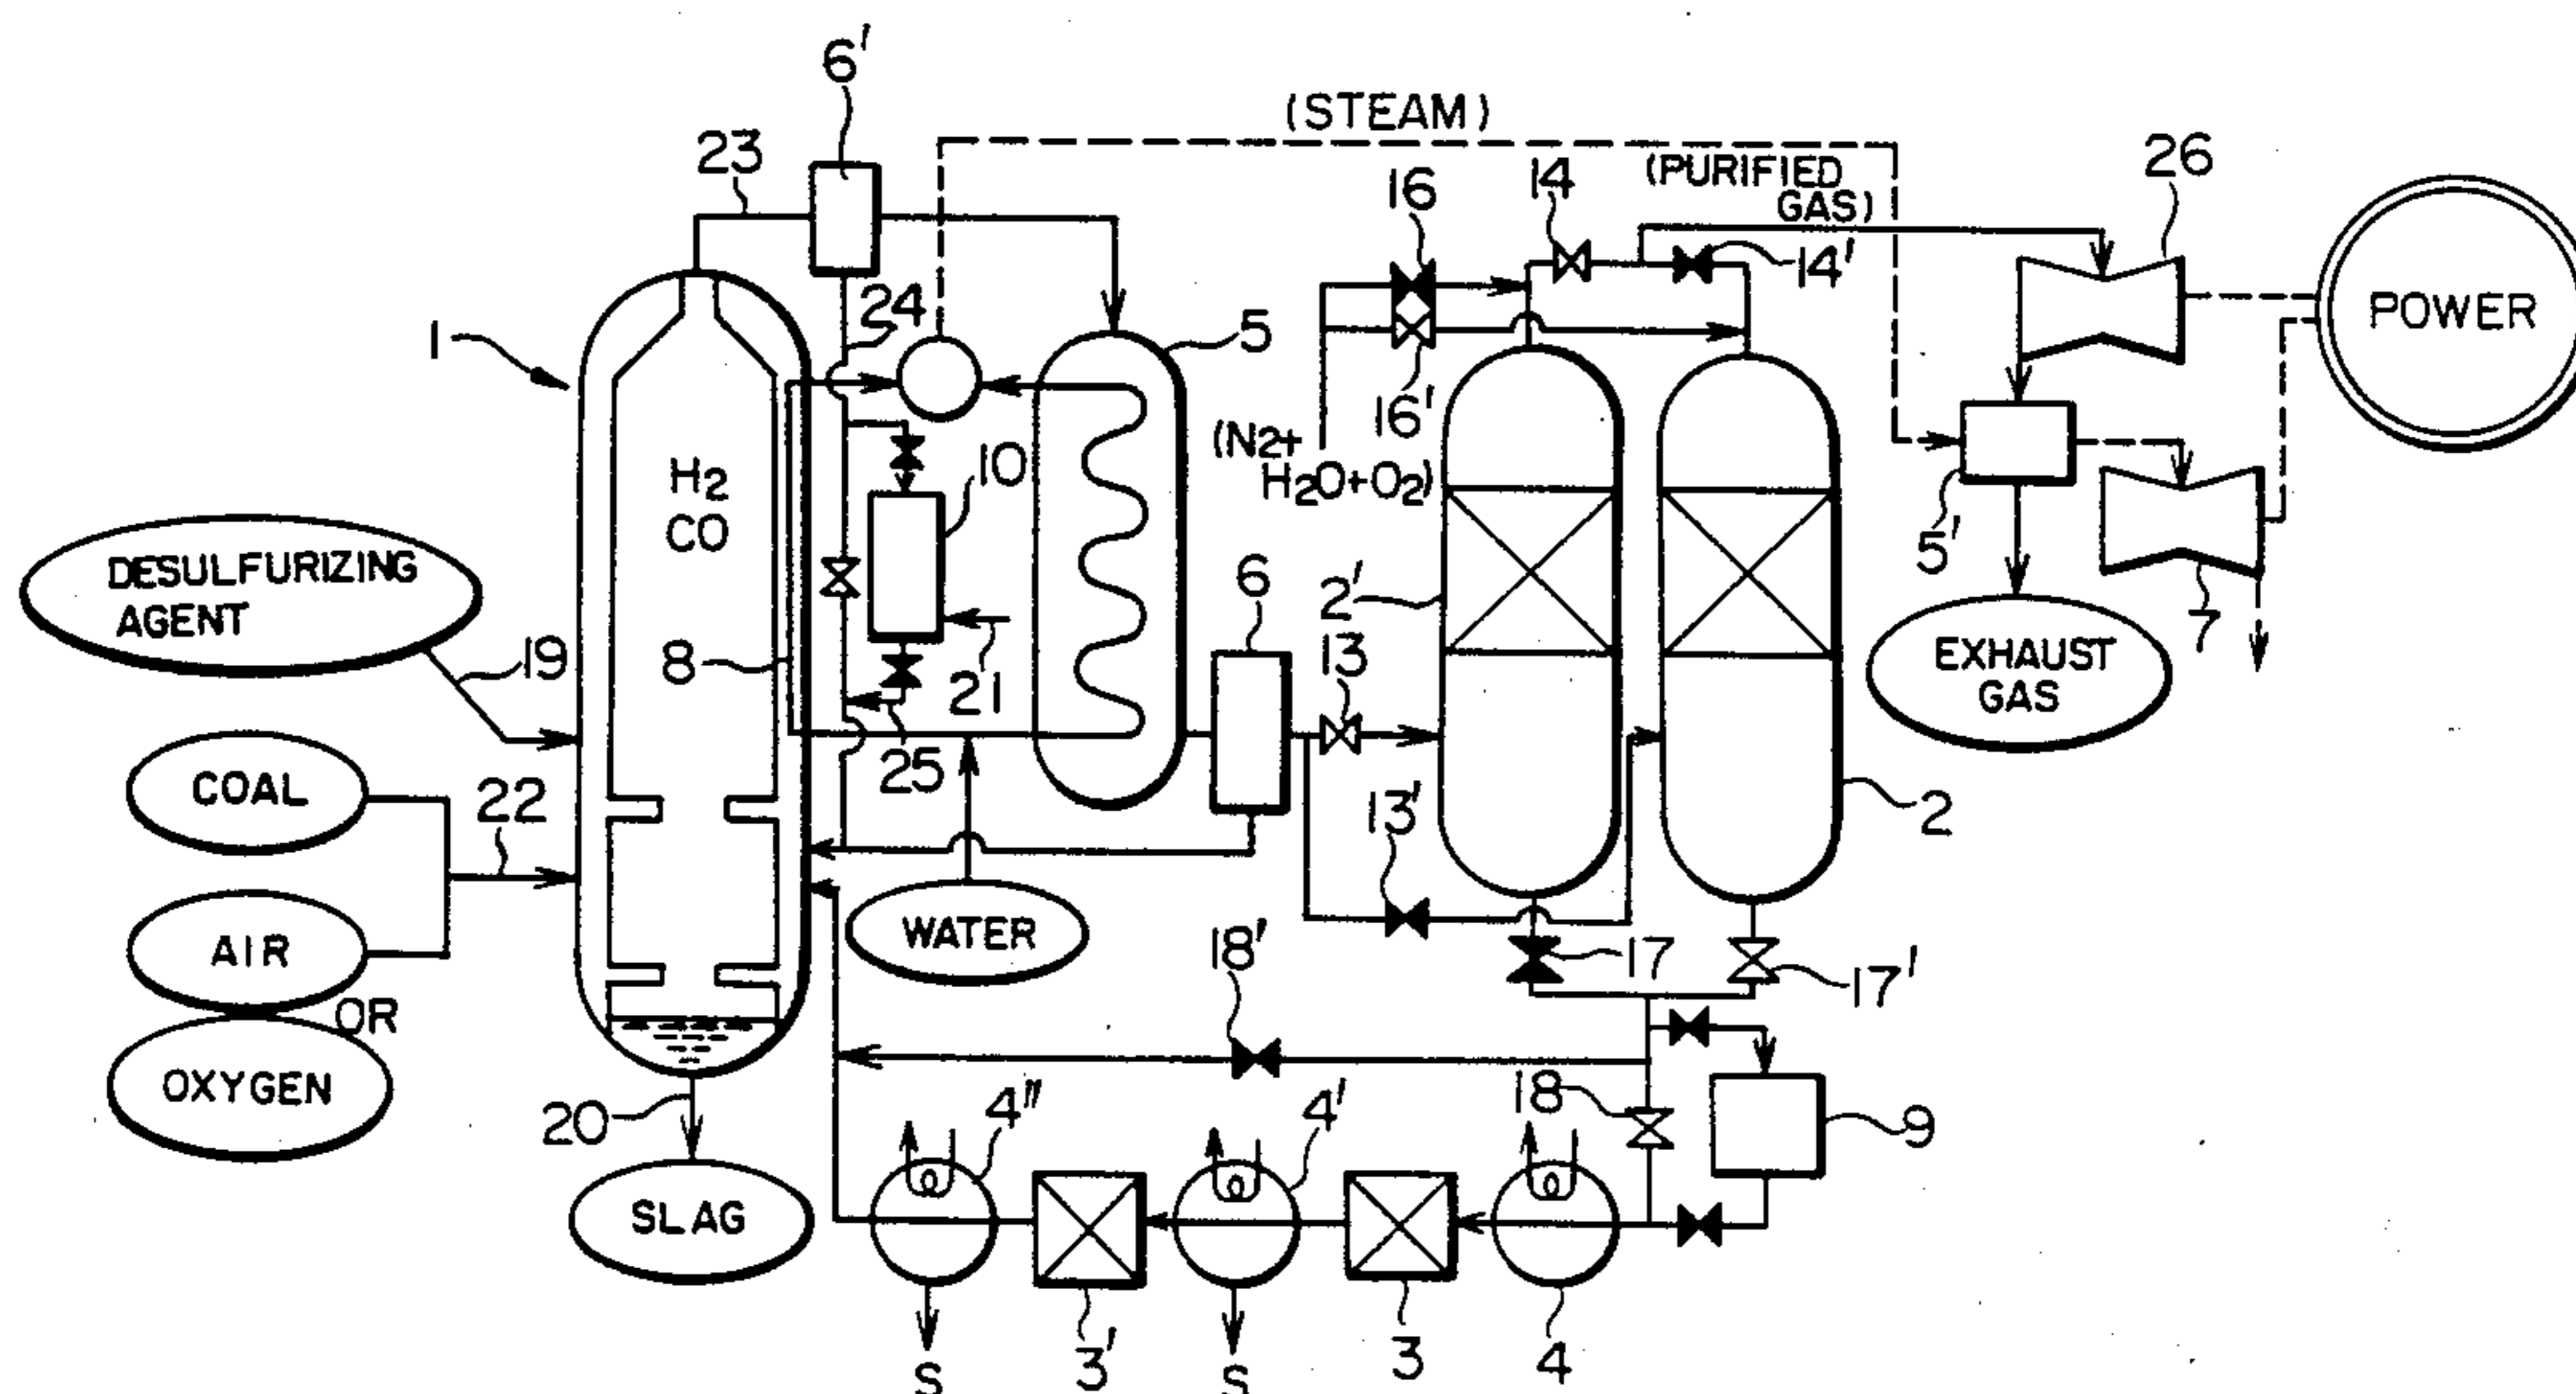 6'
(STEAM)
23
16
14
(PURIFIED
GAS)
26
14'
POWER
24
1
5
16'
(N2+
H2O+O2)
10
H2
CO
5'
DESULFURIZING
AGENT
6
2'
7
19
8
13
EXHAUST
GAS
21
COAL
22
25
13'
2
AIR
WATER
18'
17
17'
OR
OXYGEN
20
4"
4'
18
9
SLAG
S
3'
S
3
4